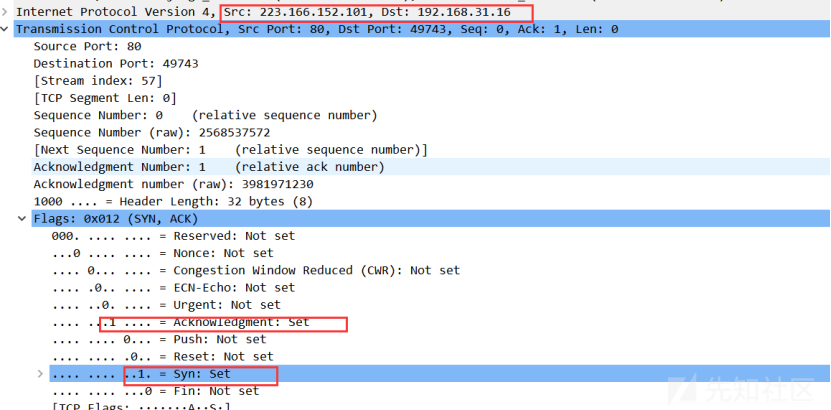 Internet Protocol Version 4, Src: 223.166.152.101, Dst: 192.168.31.16
Transmission Control Protocol, Src Port: 80, Dst Port: 49743, Seq: 0, Ack: 1, Len: 0
Source Port: 80
Destination Port: 49743
[Stream index: 57]
[TCP Segment Len: 0]
Sequence Number: 0    (relative sequence number)
Sequence Number (raw): 2568537572
[Next Sequence Number: 1    (relative sequence number)]
Acknowledgment Number: 1    (relative ack number)
Acknowledgment number (raw): 3981971230
1000 .... = Header Length: 32 bytes (8)
Flags: 0x012 (SYN, ACK)
000. .... .... = Reserved: Not set
...0 .... .... = Nonce: Not set
.... 0... .... = Congestion Window Reduced (CWR): Not set
.... .0.. .... = ECN-Echo: Not set
.... ..0. .... = Urgent: Not set
.... ...1 .... = Acknowledgment: Set
.... .... 0... = Push: Not set
.... .... .0.. = Reset: Not set
.... .... ..1. = Syn: Set
.... .... ...0 = Fin: Not set
[TCP Flags: ·······A··S·]
先知社区